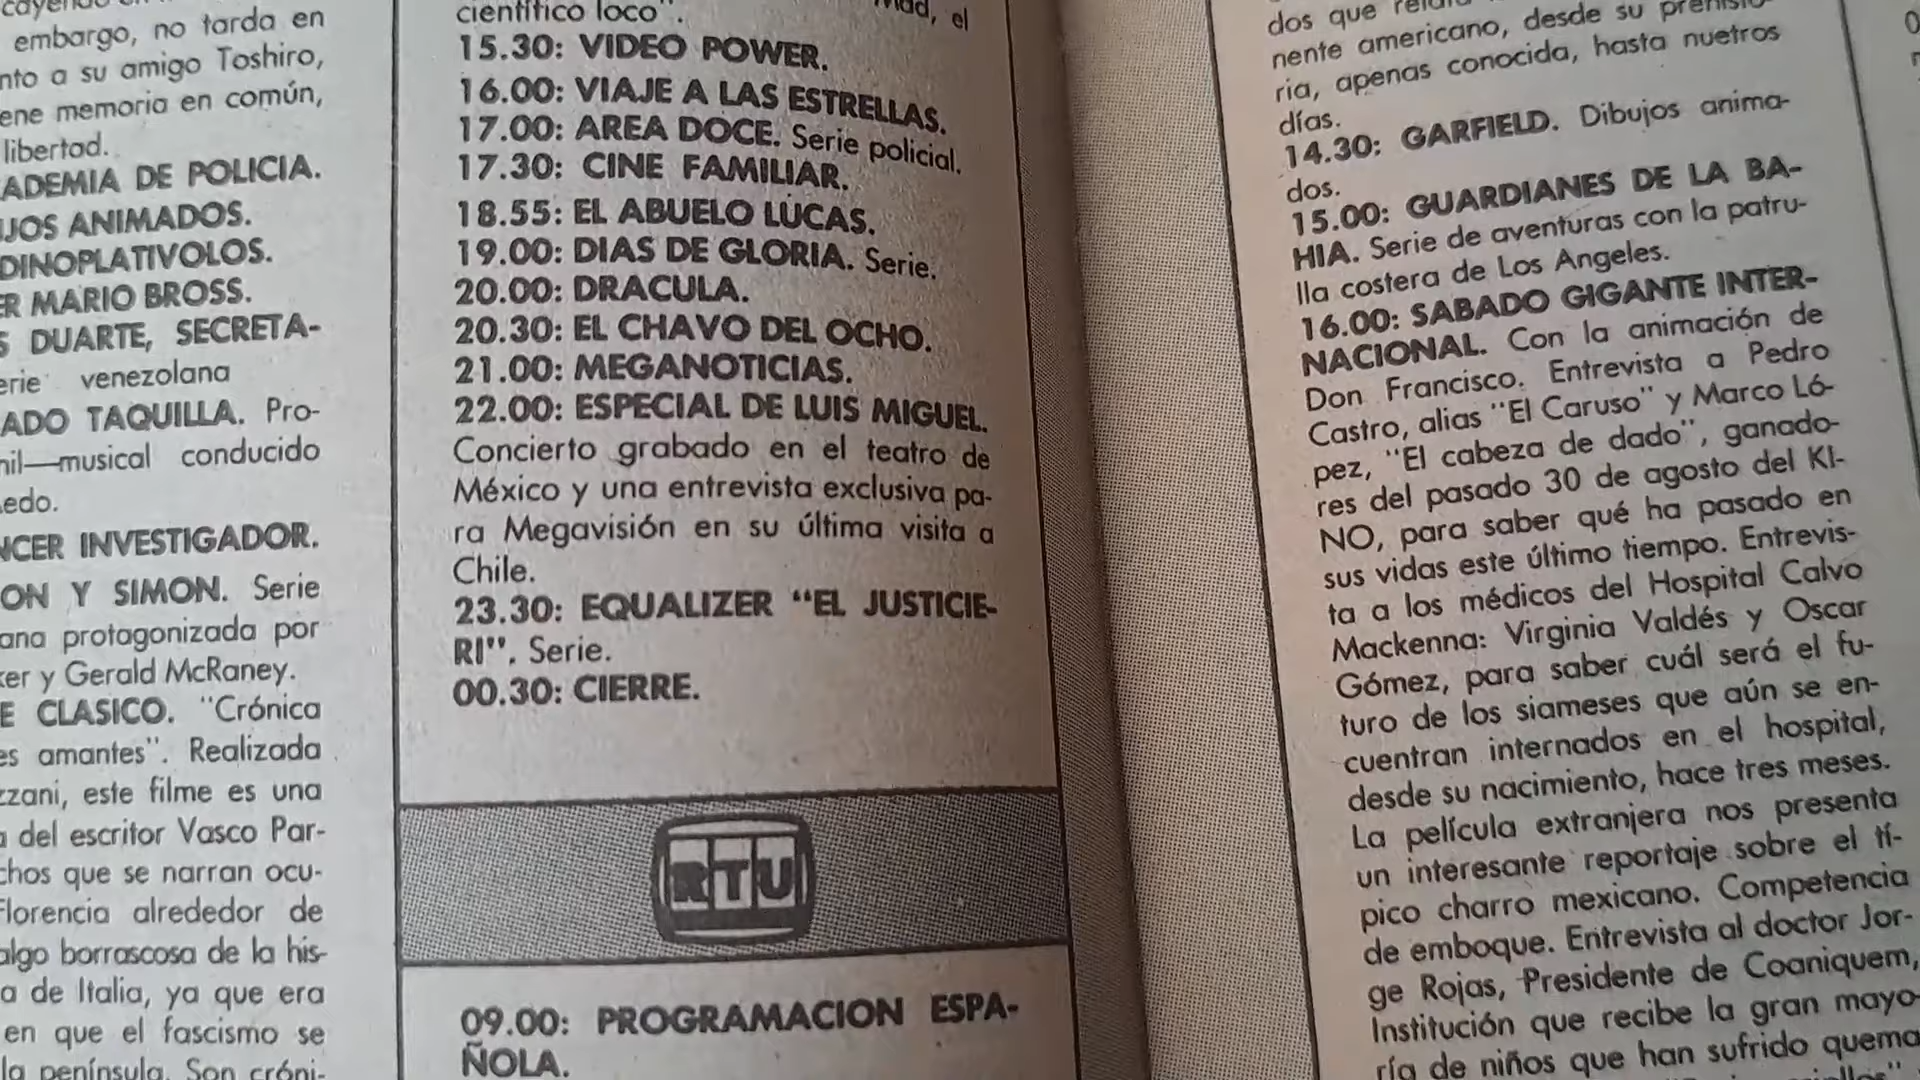 embargo, no tarda en
nto a su amigo Toshiro,
ene memoria en común,
libertad.
ADEMIA DE POLICIA.
JOS ANIMADOS.
DINOPLATIVOLOS.
ER MARIO BROSS.
S DUARTE, SECRETA-
erie venezolana
ADO TAQUILLA. Pro-
nil—musical conducido
edo.
NCER INVESTIGADOR.
ON Y SIMON. Serie
ana protagonizada por
ker y Gerald McRaney.
E CLASICO. "Crónica
es amantes". Realizada
zzani, este filme es una
a del escritor Vasco Par-
chos que se narran ocu-
Florencia alrededor de
algo borrascosa de la his-
a de Italia, ya que era
en que el fascismo se
la península. Son cróni-
Mad, el
científico loco".
15.30: VIDEO POWER.
16.00: VIAJE A LAS ESTRELLAS.
17.00: AREA DOCE. Serie policial.
17.30: CINE FAMILIAR.
18.55: EL ABUELO LUCAS.
19.00: DIAS DE GLORIA. Serie.
20.00: DRACULA.
20.30: EL CHAVO DEL OCHO.
21.00: MEGANOTICIAS.
22.00: ESPECIAL DE LUIS MIGUEL.
Concierto grabado en el teatro de
México y una entrevista exclusiva pa-
ra Megavisión en su última visita a
Chile.
23.30: EQUALIZER "EL JUSTICIE-
RI". Serie.
00.30: CIERRE.
RTU
09.00: PROGRAMACION ESPA-
ÑOLA.
dos que
nente americano, desde su
ria, apenas conocida, hasta nuetros
días.
14.30: GARFIELD. Dibujos anima-
dos.
15.00: GUARDIANES DE LA BA-
HIA. Serie de aventuras con la patru-
lla costera de Los Angeles.
16.00: SABADO GIGANTE INTER-
NACIONAL. Con la animación de
Don Francisco. Entrevista a Pedro
Castro, alias "El Caruso" y Marco Ló-
pez, "El cabeza de dado", ganado-
res del pasado 30 de agosto del KI-
NO, para saber qué ha pasado en
sus vidas este último tiempo. Entrevis-
ta a los médicos del Hospital Calvo
Mackenna: Virginia Valdés y Oscar
Gómez, para saber cuál será el fu-
turo de los siameses que aún se en-
cuentran internados en el hospital,
desde su nacimiento, hace tres meses.
La película extranjera nos presenta
un interesante reportaje sobre el tí-
pico charro mexicano. Competencia
de emboque. Entrevista al doctor Jor-
ge Rojas, Presidente de Coaniquem,
Institución que recibe la gran mayo-
ría de niños que han sufrido quema